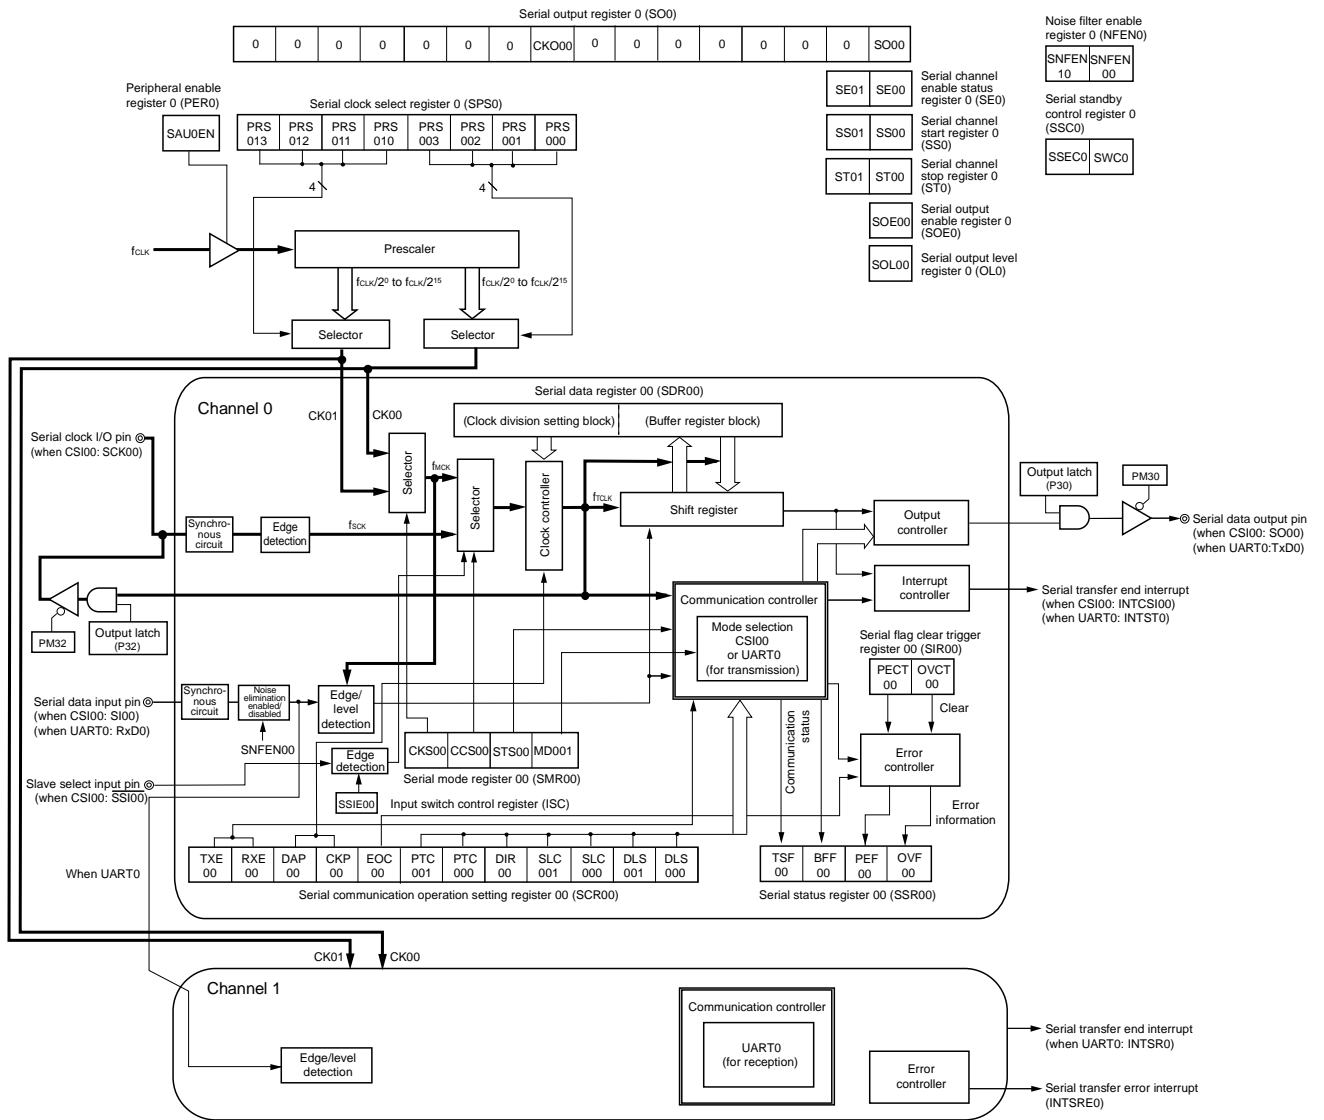 Serial output register 0 (SO0)
0 0 0 0 0 0 0 CKO00 0 0 0 0 0 0 0 SO00
Noise filter enable
register 0 (NFEN0)
SNFEN
10
SNFEN
00
Peripheral enable
register 0 (PER0)
SAU0EN
Serial clock select register 0 (SPS0)
PRS
013
PRS
012
PRS
011
PRS
010
PRS
003
PRS
002
PRS
001
PRS
000
4
4
SE01 SE00
Serial channel
enable status
register 0 (SE0)
SS01 SS00
Serial channel
start register 0
(SS0)
ST01 ST00
Serial channel
stop register 0
(ST0)
SOE00
Serial output
enable register 0
(SOE0)
SOL00
Serial output level
register 0 (OL0)
Serial standby
control register 0
(SSC0)
SSEC0 SWC0
fCLK
Prescaler
fCLK/2⁰ to fCLK/2¹⁵
fCLK/2⁰ to fCLK/2¹⁵
Selector
Selector
Channel 0
CK01
CK00
Serial data register 00 (SDR00)
(Clock division setting block)
(Buffer register block)
Serial clock I/O pin
(when CSI00: SCK00)
Selector
fMCK
Selector
Clock controller
fTCLK
Shift register
Synchro-
nous
circuit
Edge
detection
fSCK
Output
controller
Output latch
(P30)
PM30
Serial data output pin
(when CSI00: SO00)
(when UART0:TxD0)
Interrupt
controller
Serial transfer end interrupt
(when CSI00: INTCSI00)
(when UART0: INTST0)
PM32
Output latch
(P32)
Communication controller
Mode selection
CSI00
or UART0
(for transmission)
Serial flag clear trigger
register 00 (SIR00)
PECT
00
OVCT
00
Clear
Serial data input pin
(when CSI00: SI00)
(when UART0: RxD0)
Synchro-
nous
circuit
Noise
elimination
enabled/
disabled
SNFEN00
Edge/
level
detection
CKS00 CCS00 STS00 MD001
Serial mode register 00 (SMR00)
Communication
status
Error
controller
Slave select input pin
(when CSI00: SSI00)
Edge
detection
SSIE00
Input switch control register (ISC)
Error
information
When UART0
TXE
00
RXE
00
DAP
00
CKP
00
EOC
00
PTC
001
PTC
000
DIR
00
SLC
001
SLC
000
DLS
001
DLS
000
Serial communication operation setting register 00 (SCR00)
TSF
00
BFF
00
PEF
00
OVF
00
Serial status register 00 (SSR00)
CK01
CK00
Channel 1
Communication controller
UART0
(for reception)
Edge/level
detection
Error
controller
Serial transfer end interrupt
(when UART0: INTSR0)
Serial transfer error interrupt
(INTSRE0)